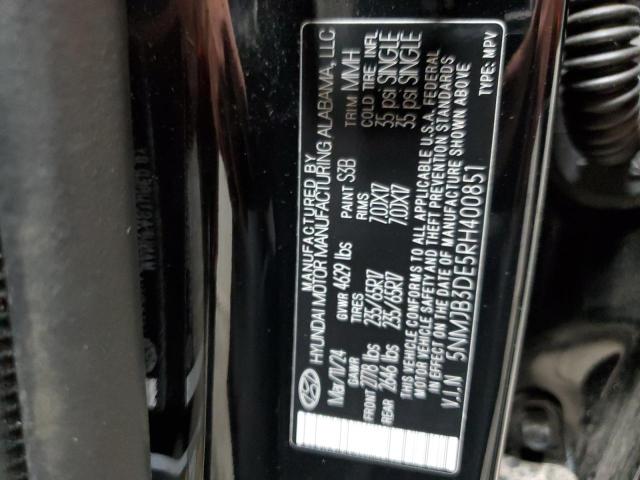 MANUFACTURED BY
HYUNDAI MOTOR MANUFACTURING ALABAMA, LLC
Mar/11/24 GVWR 4629 lbs PAINT S3B TRIM MMH
GAWR TIRES RIMS COLD TIRE INFL
FRONT 2778 lbs 235/65R17 7.0JX17 35 psi SINGLE
REAR 2646 lbs 235/65R17 7.0JX17 35 psi SINGLE
THIS VEHICLE CONFORMS TO ALL APPLICABLE U.S.A. FEDERAL
MOTOR VEHICLE SAFETY AND THEFT PREVENTION STANDARDS
IN EFFECT ON THE DATE OF MANUFACTURE SHOWN ABOVE
V.I.N 5NMJB3DE5RH400851 TYPE: MPV